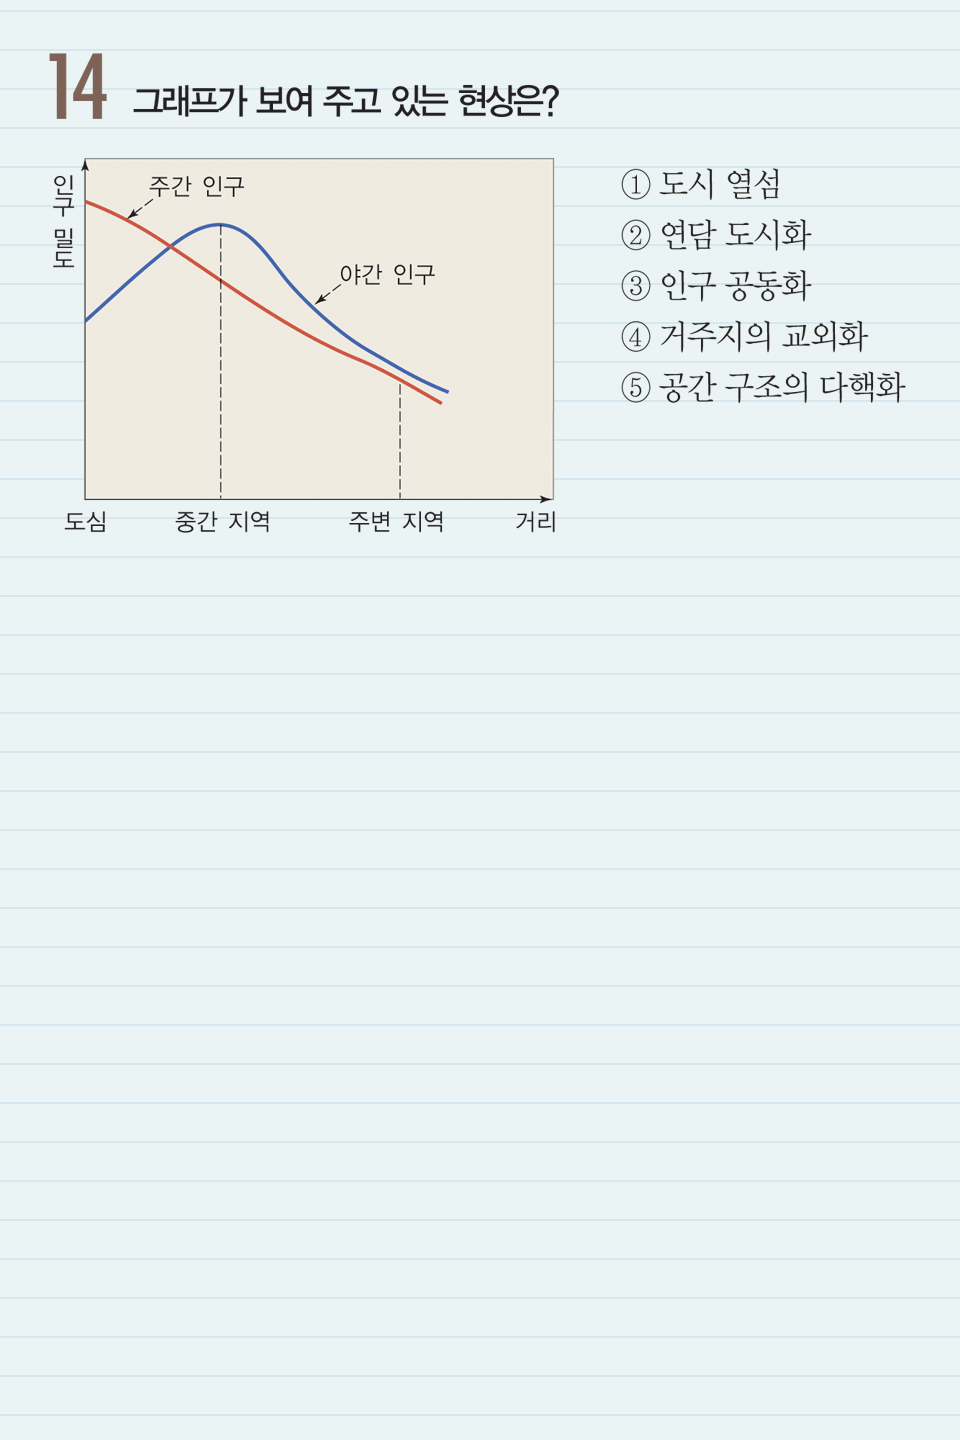 14 그래프가 보여 주고 있는 현상은?
인구 밀도
주간 인구
야간 인구
도심 중간 지역 주변 지역 거리
① 도시 열섬
② 연담 도시화
③ 인구 공동화
④ 거주지의 교외화
⑤ 공간 구조의 다핵화